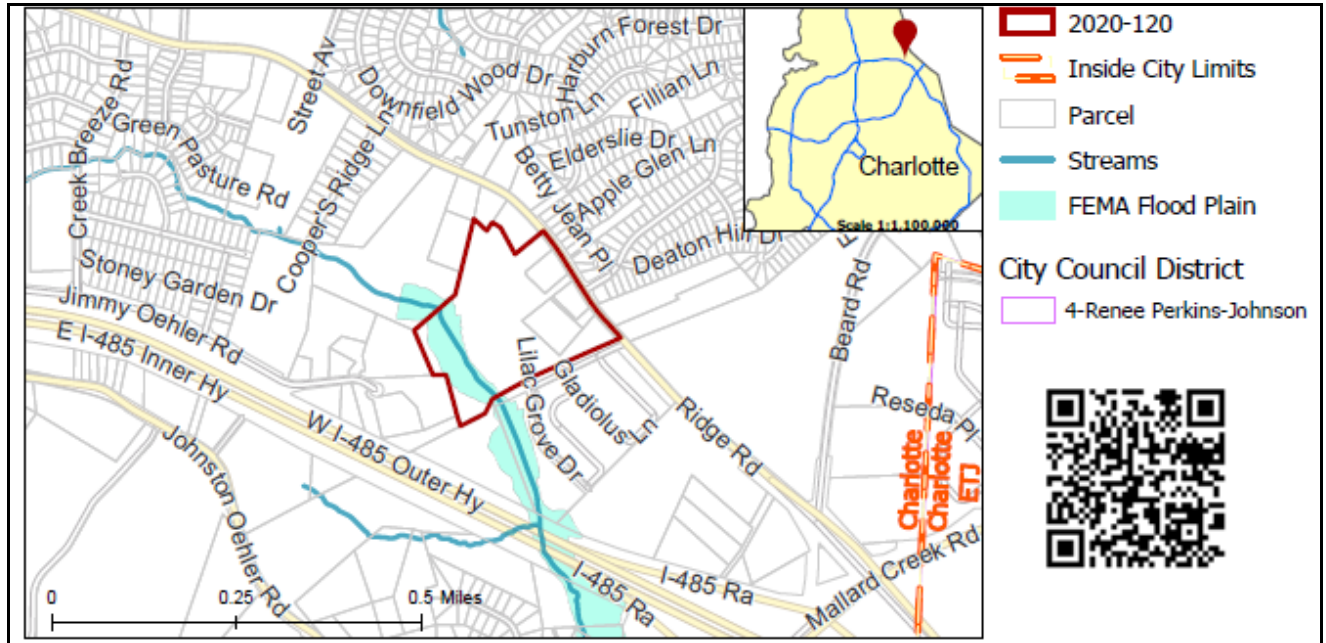 Harburn Forest Dr
Street Av
Downfield Wood Dr
Fillian Ln
Tunston Ln
Creek Breeze Rd
Green Pasture Rd
Cooper'S Ridge Ln
Elderslie Dr
Betty Jean Pl
Apple Glen Ln
Deaton Hill Dr
Stoney Garden Dr
Jimmy Oehler Rd
E I-485 Inner Hy
W I-485 Outer Hy
Johnston Oehler Rd
Lilac Grove Dr
Gladiolus Ln
Ridge Rd
Beard Rd
Reseda Pl
Charlotte
Charlotte
ETJ
I-485 Ra
I-485 Ra
Mallard Creek Rd
0 0.25 0.5 Miles
Charlotte
Scale 1:1,100,000
2020-120
Inside City Limits
Parcel
Streams
FEMA Flood Plain
City Council District
4-Renee Perkins-Johnson